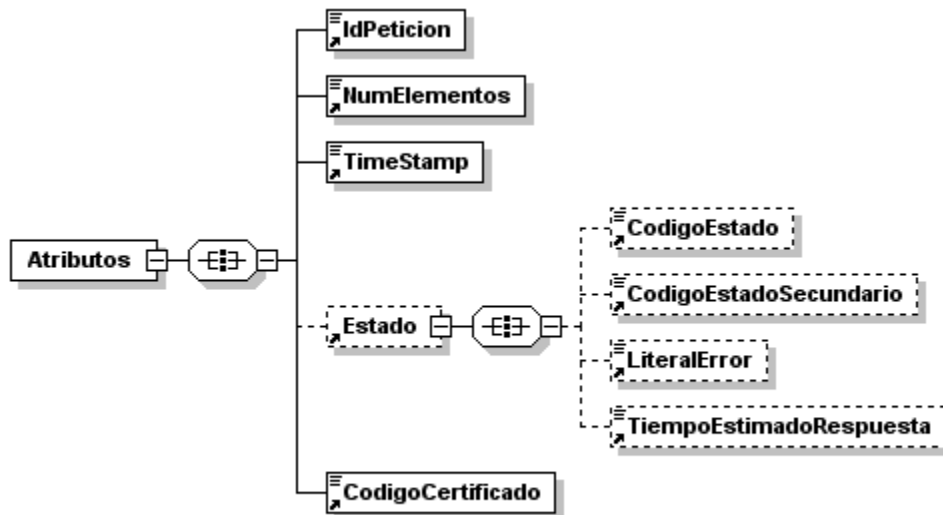 IdPeticion
NumElementos
TimeStamp
Atributos
Estado
CodigoEstado
CodigoEstadoSecundario
LiteralError
TiempoEstimadoRespuesta
CodigoCertificado